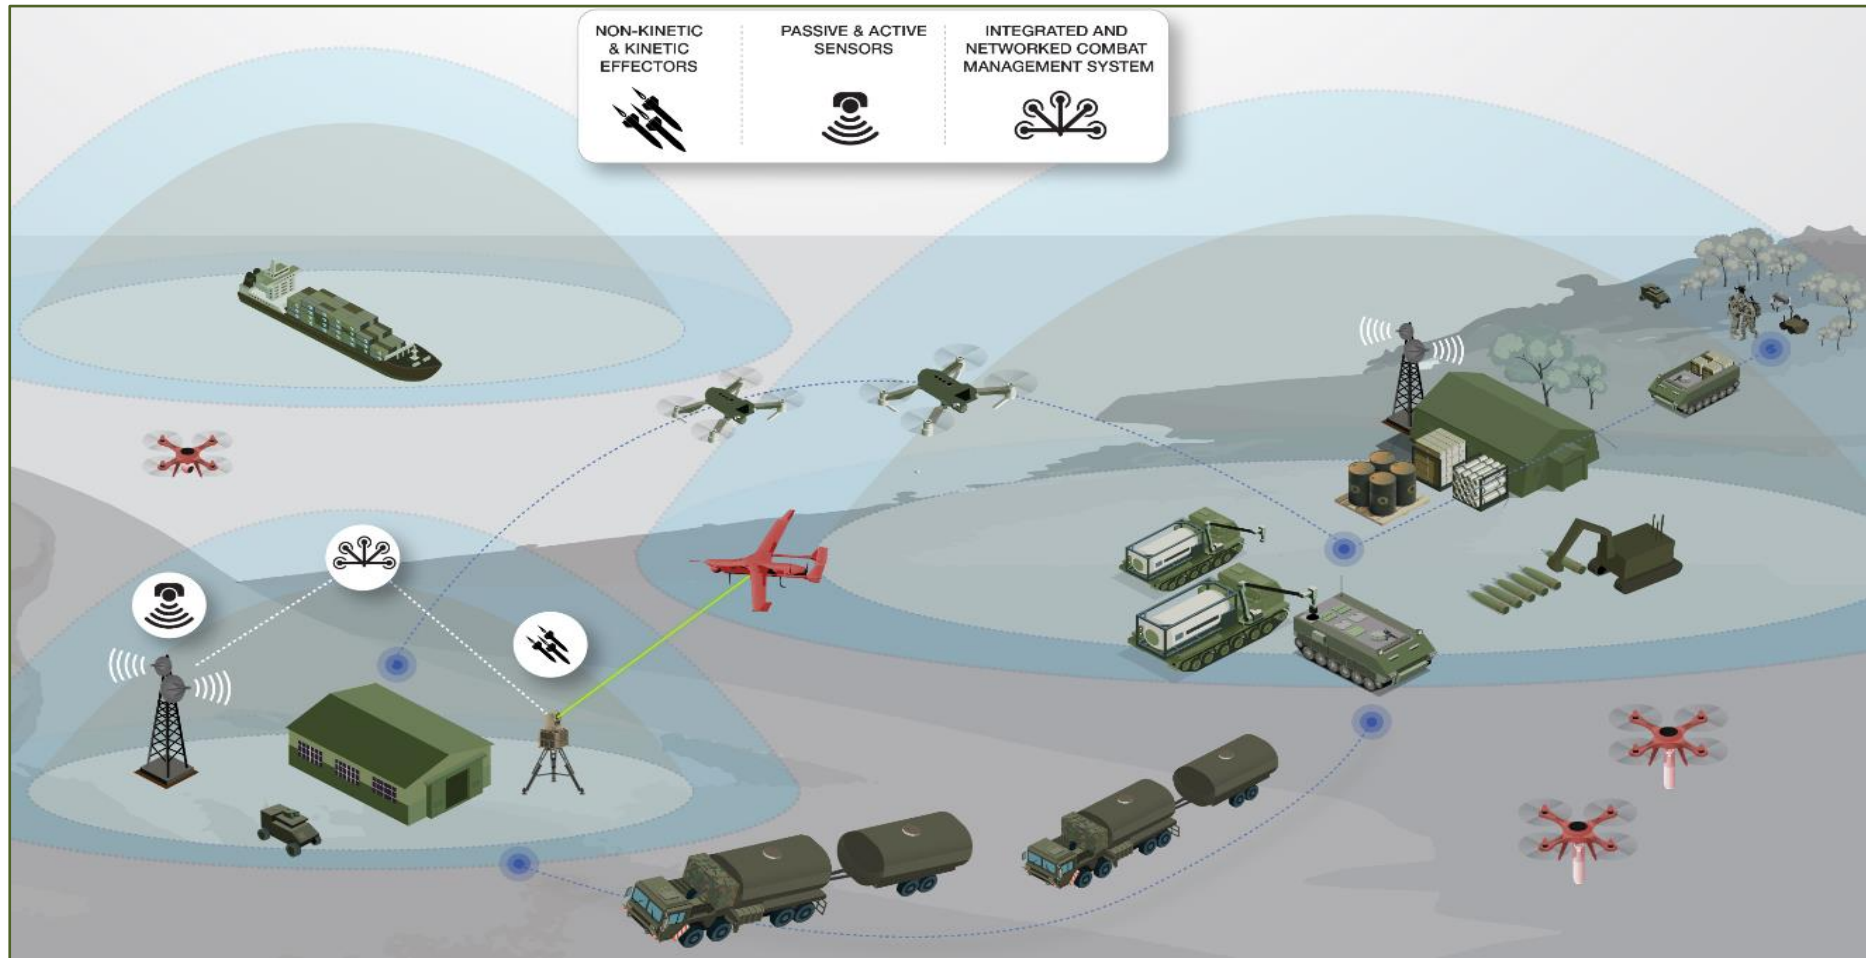 NON-KINETIC
& KINETIC
EFFECTORS
PASSIVE & ACTIVE
SENSORS
INTEGRATED AND
NETWORKED COMBAT
MANAGEMENT SYSTEM